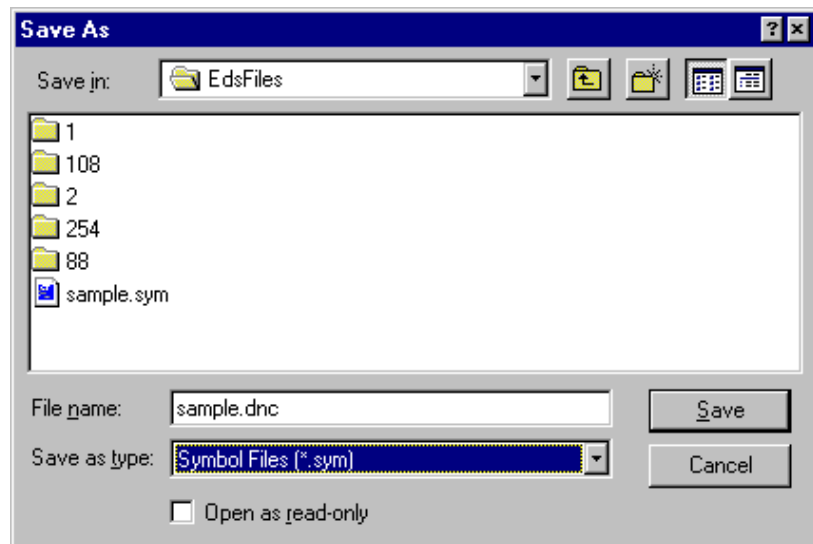 Save As
Save in: EdsFiles
1
108
2
254
88
sample.sym
File name: sample.dnc Save
Save as type: Symbol Files (*.sym) Cancel
Open as read-only